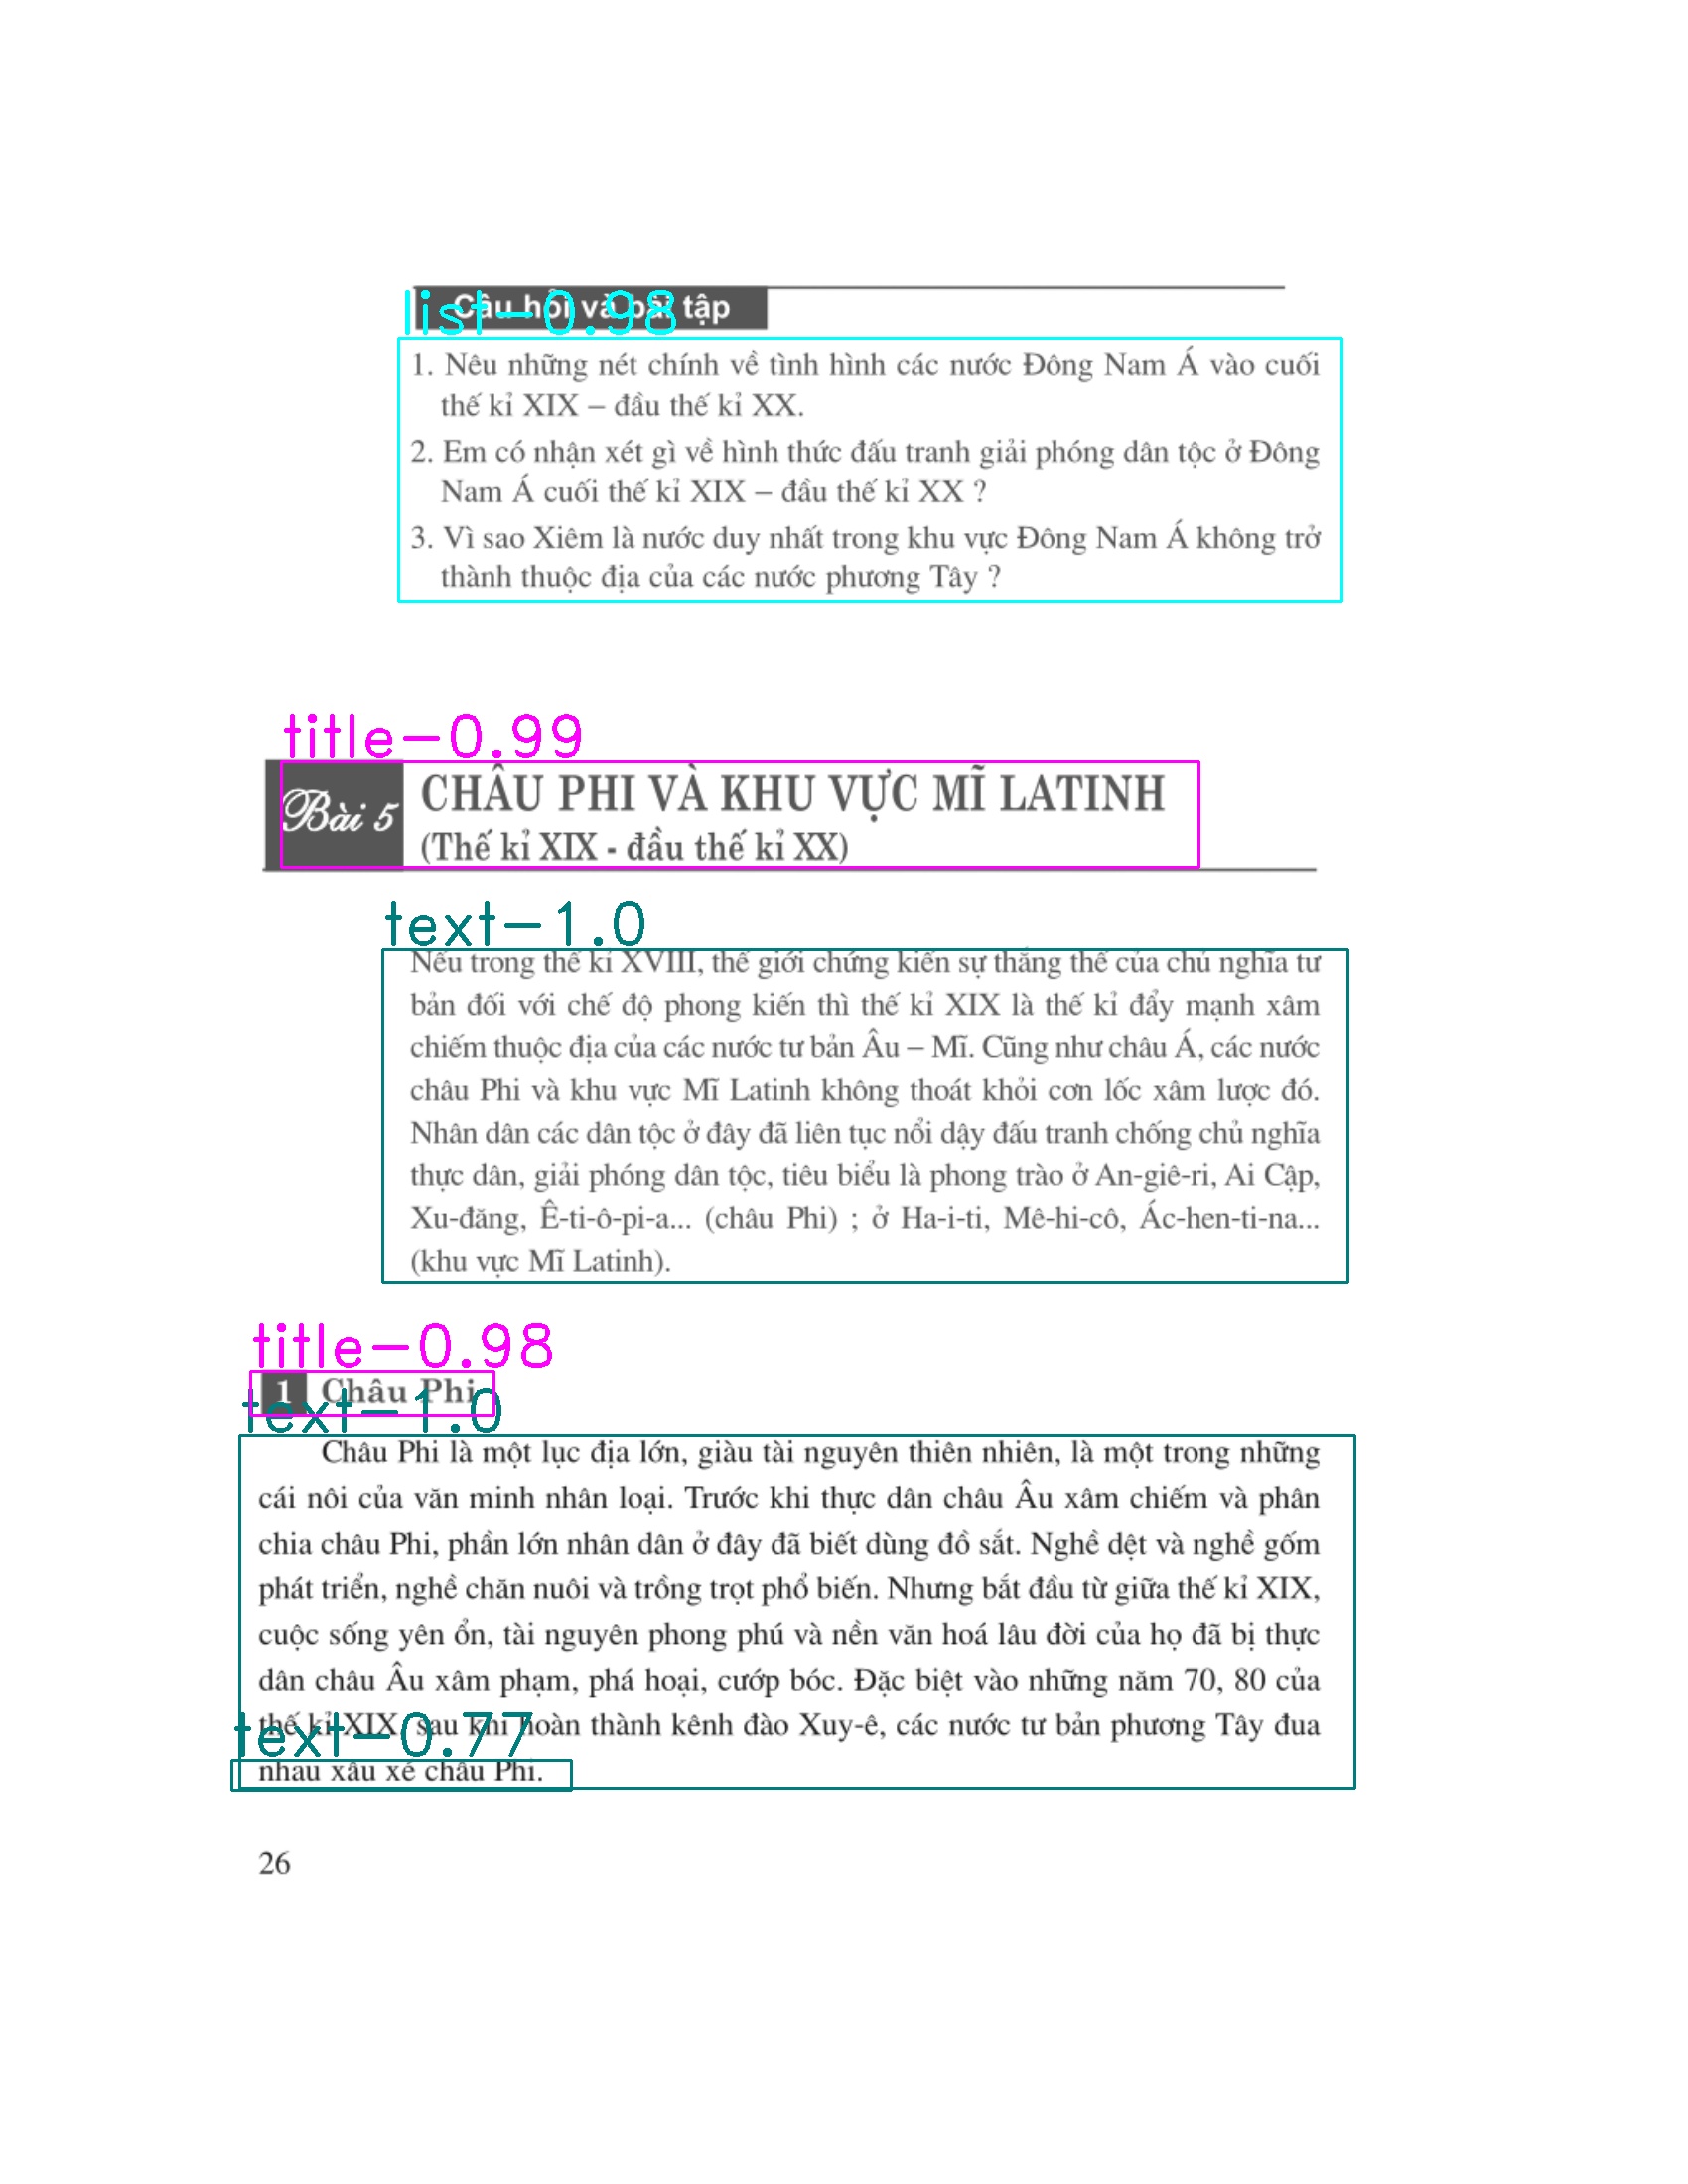 Câu hỏi và bài tập
list-0.98
1. Nêu những nét chính về tình hình các nước Đông Nam Á vào cuối
thế kỉ XIX – đầu thế kỉ XX.
2. Em có nhận xét gì về hình thức đấu tranh giải phóng dân tộc ở Đông
Nam Á cuối thế kỉ XIX – đầu thế kỉ XX ?
3. Vì sao Xiêm là nước duy nhất trong khu vực Đông Nam Á không trở
thành thuộc địa của các nước phương Tây ?
title-0.99
Bài 5 CHÂU PHI VÀ KHU VỰC MĨ LATINH
(Thế kỉ XIX - đầu thế kỉ XX)
text-1.0
Nếu trong thế kỉ XVIII, thế giới chứng kiến sự thắng thế của chủ nghĩa tư
bản đối với chế độ phong kiến thì thế kỉ XIX là thế kỉ đẩy mạnh xâm
chiếm thuộc địa của các nước tư bản Âu – Mĩ. Cũng như châu Á, các nước
châu Phi và khu vực Mĩ Latinh không thoát khỏi cơn lốc xâm lược đó.
Nhân dân các dân tộc ở đây đã liên tục nổi dậy đấu tranh chống chủ nghĩa
thực dân, giải phóng dân tộc, tiêu biểu là phong trào ở An-giê-ri, Ai Cập,
Xu-đăng, Ê-ti-ô-pi-a... (châu Phi) ; ở Ha-i-ti, Mê-hi-cô, Ác-hen-ti-na...
(khu vực Mĩ Latinh).
title-0.98
1 Châu Phi
text-1.0
Châu Phi là một lục địa lớn, giàu tài nguyên thiên nhiên, là một trong những
cái nôi của văn minh nhân loại. Trước khi thực dân châu Âu xâm chiếm và phân
chia châu Phi, phần lớn nhân dân ở đây đã biết dùng đồ sắt. Nghề dệt và nghề gốm
phát triển, nghề chăn nuôi và trồng trọt phổ biến. Nhưng bắt đầu từ giữa thế kỉ XIX,
cuộc sống yên ổn, tài nguyên phong phú và nền văn hoá lâu đời của họ đã bị thực
dân châu Âu xâm phạm, phá hoại, cướp bóc. Đặc biệt vào những năm 70, 80 của
thế kỉ XIX, sau khi hoàn thành kênh đào Xuy-ê, các nước tư bản phương Tây đua
text-0.77
nhau xâu xé châu Phi.
26